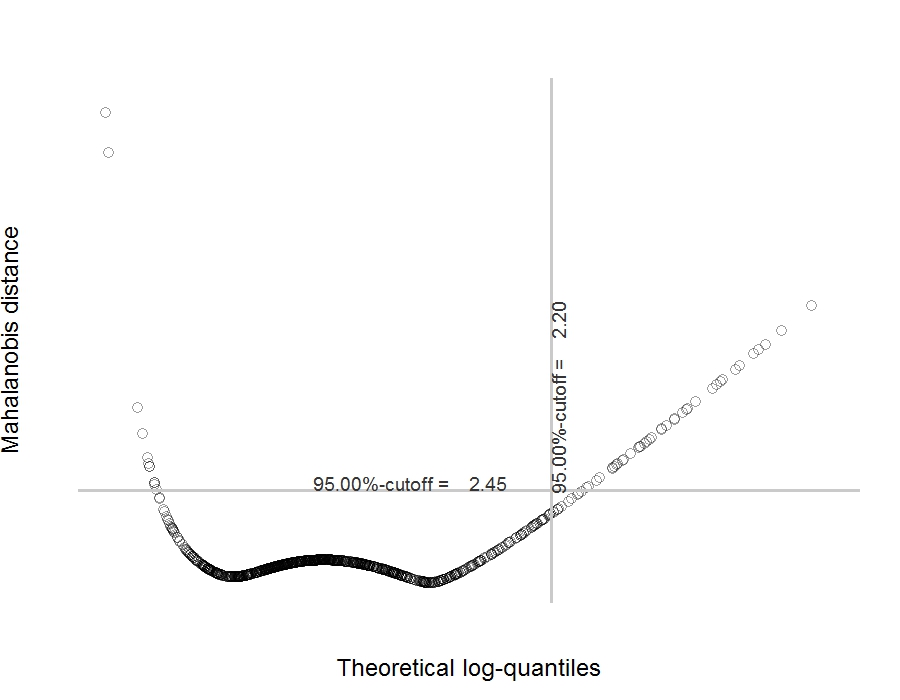 Mahalanobis distance
95.00%-cutoff = 2.20
95.00%-cutoff = 2.45
Theoretical log-quantiles